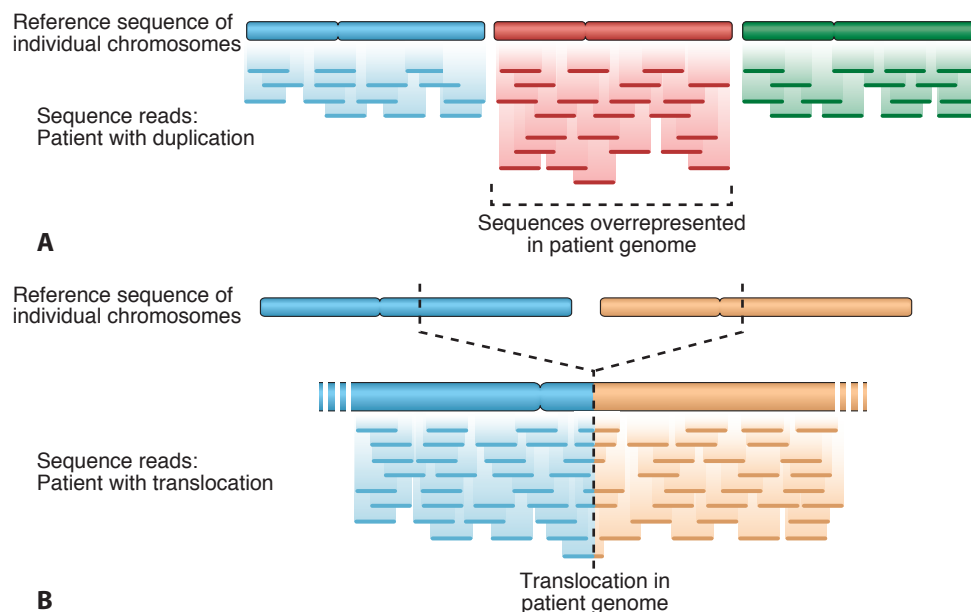 Reference sequence of
individual chromosomes
Sequence reads:
Patient with duplication
Sequences overrepresented
in patient genome
A
Reference sequence of
individual chromosomes
Sequence reads:
Patient with translocation
Translocation in
patient genome
B